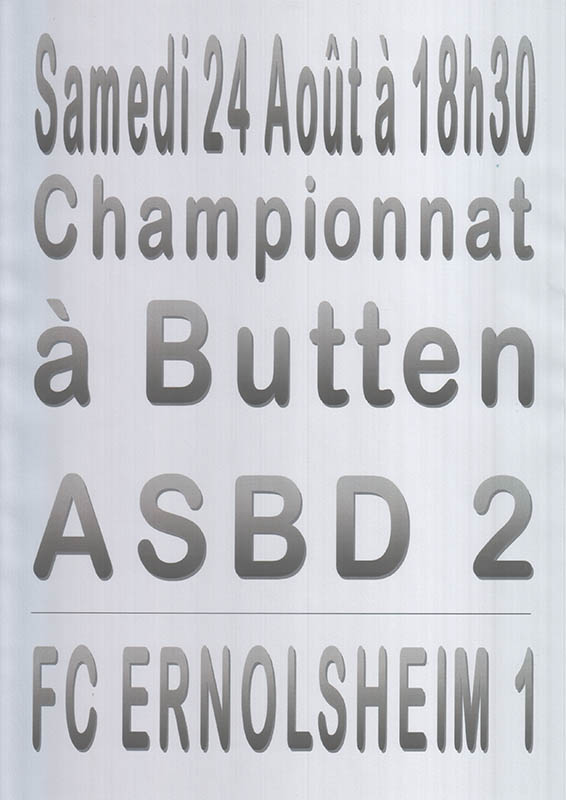 Samedi 24 Août à 18h30
Championnat
à Butten
ASBD 2
FC ERNOLSHEIM 1